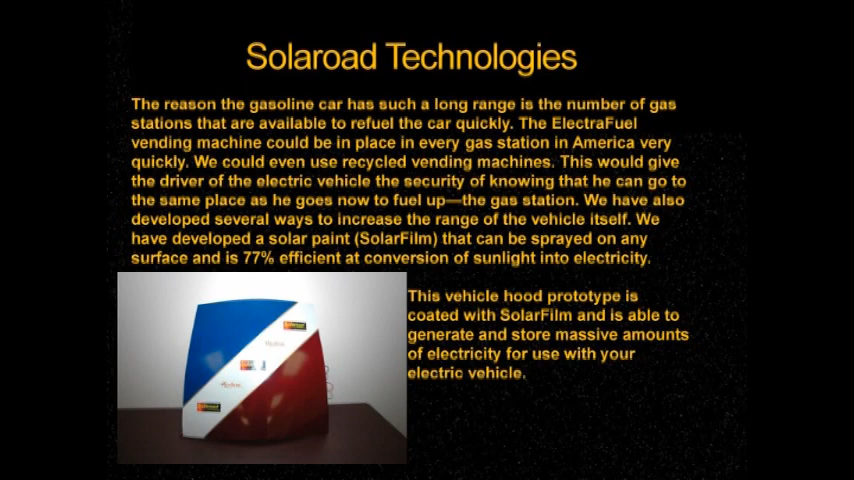 Solaroad Technologies
The reason the gasoline car has such a long range is the number of gas
stations that are available to refuel the car quickly. The ElectraFuel
vending machine could be in place in every gas station in America very
quickly. We could even use recycled vending machines. This would give
the driver of the electric vehicle the security of knowing that he can go to
the same place as he goes now to fuel up—the gas station. We have also
developed several ways to increase the range of the vehicle itself. We
have developed a solar paint (SolarFilm) that can be sprayed on any
surface and is 77% efficient at conversion of sunlight into electricity.
This vehicle hood prototype is
coated with SolarFilm and is able to
generate and store massive amounts
of electricity for use with your
electric vehicle.